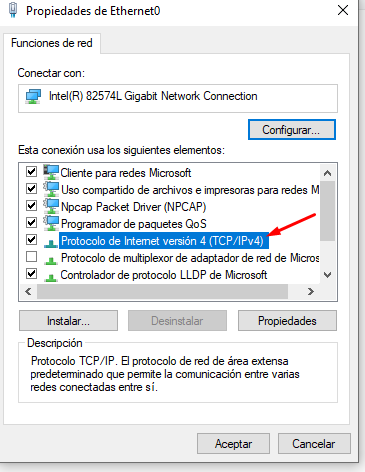 Propiedades de Ethernet0
Funciones de red
Conectar con:
Intel(R) 82574L Gigabit Network Connection
Configurar...
Esta conexión usa los siguientes elementos:
Cliente para redes Microsoft
Uso compartido de archivos e impresoras para redes M
Npcap Packet Driver (NPCAP)
Programador de paquetes QoS
Protocolo de Internet versión 4 (TCP/IPv4)
Protocolo de multiplexor de adaptador de red de Micros
Controlador de protocolo LLDP de Microsoft
Instalar... Desinstalar Propiedades
Descripción
Protocolo TCP/IP. El protocolo de red de área extensa
predeterminado que permite la comunicación entre varias
redes conectadas entre sí.
Aceptar Cancelar